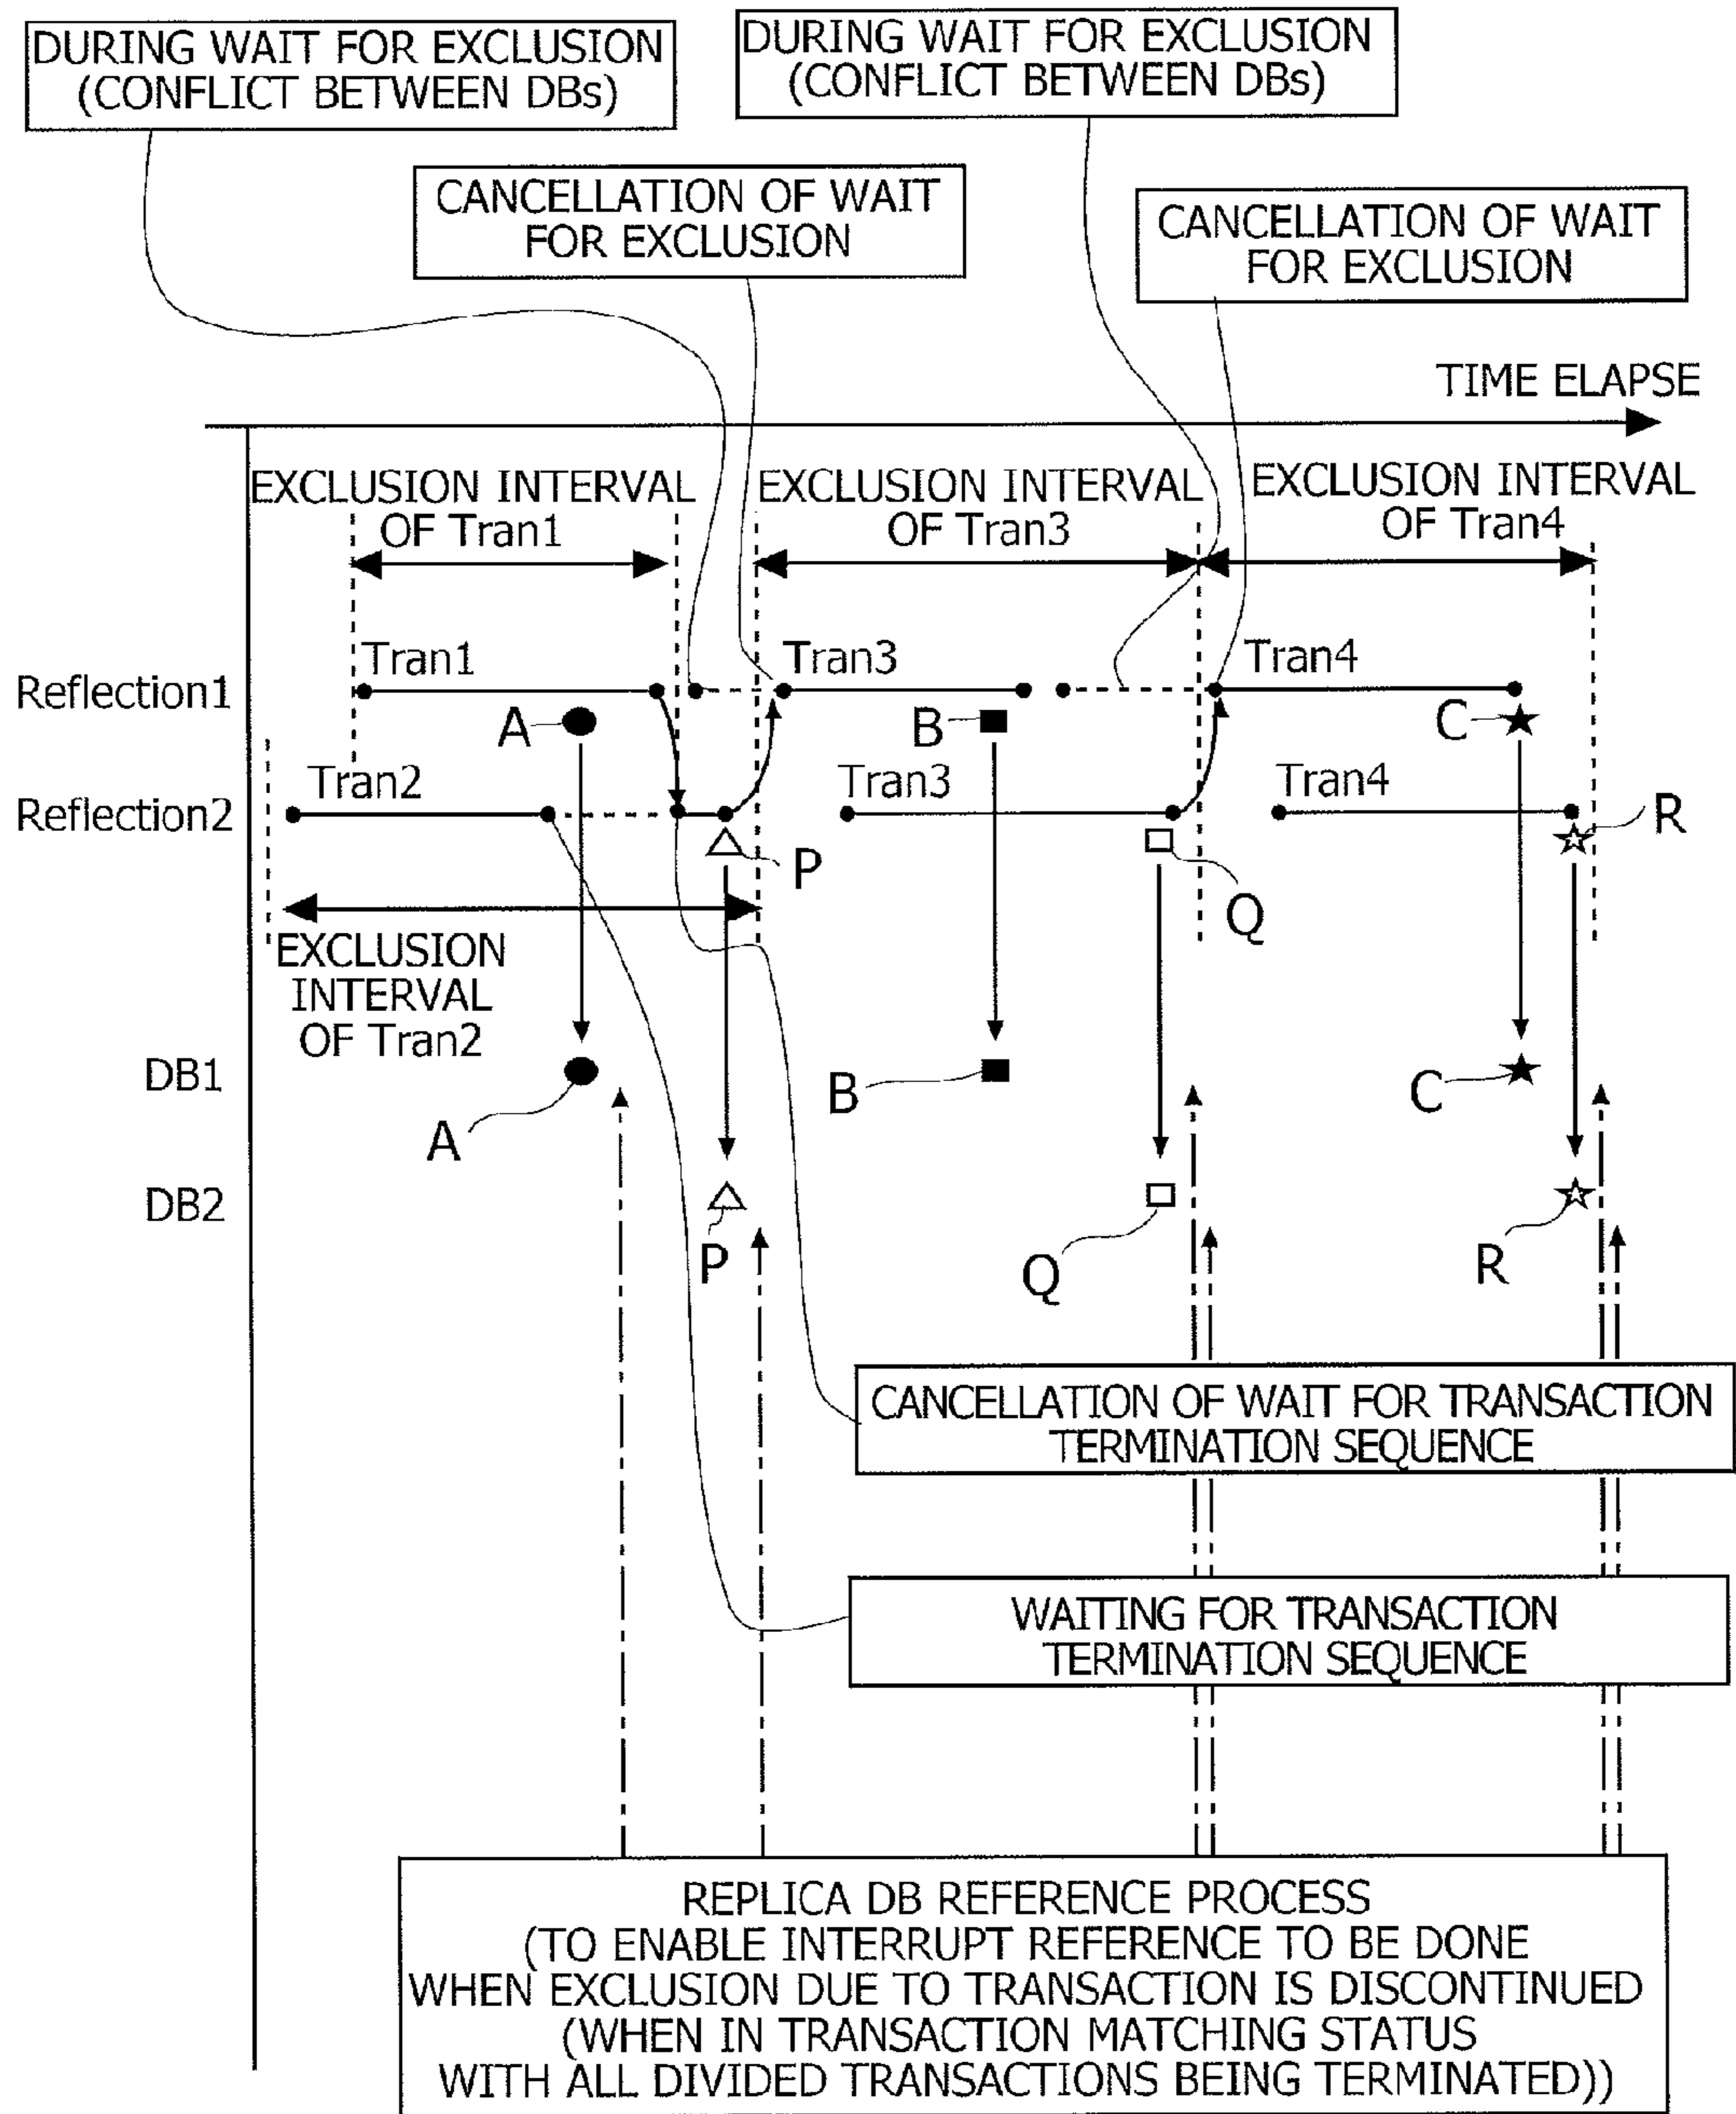 DURING WAIT FOR EXCLUSION
(CONFLICT BETWEEN DBs)
DURING WAIT FOR EXCLUSION
(CONFLICT BETWEEN DBs)
CANCELLATION OF WAIT
FOR EXCLUSION
CANCELLATION OF WAIT
FOR EXCLUSION
TIME ELAPSE
EXCLUSION INTERVAL
OF Tran1
EXCLUSION INTERVAL
OF Tran3
EXCLUSION INTERVAL
OF Tran4
Tran1
Tran3
Tran4
Reflection1
A
B
C
Tran2
Tran3
Tran4
Reflection2
P
Q
R
EXCLUSION
INTERVAL
OF Tran2
DB1
A
B
C
DB2
P
Q
R
CANCELLATION OF WAIT FOR TRANSACTION
TERMINATION SEQUENCE
WAITING FOR TRANSACTION
TERMINATION SEQUENCE
REPLICA DB REFERENCE PROCESS
(TO ENABLE INTERRUPT REFERENCE TO BE DONE
WHEN EXCLUSION DUE TO TRANSACTION IS DISCONTINUED
(WHEN IN TRANSACTION MATCHING STATUS
WITH ALL DIVIDED TRANSACTIONS BEING TERMINATED))